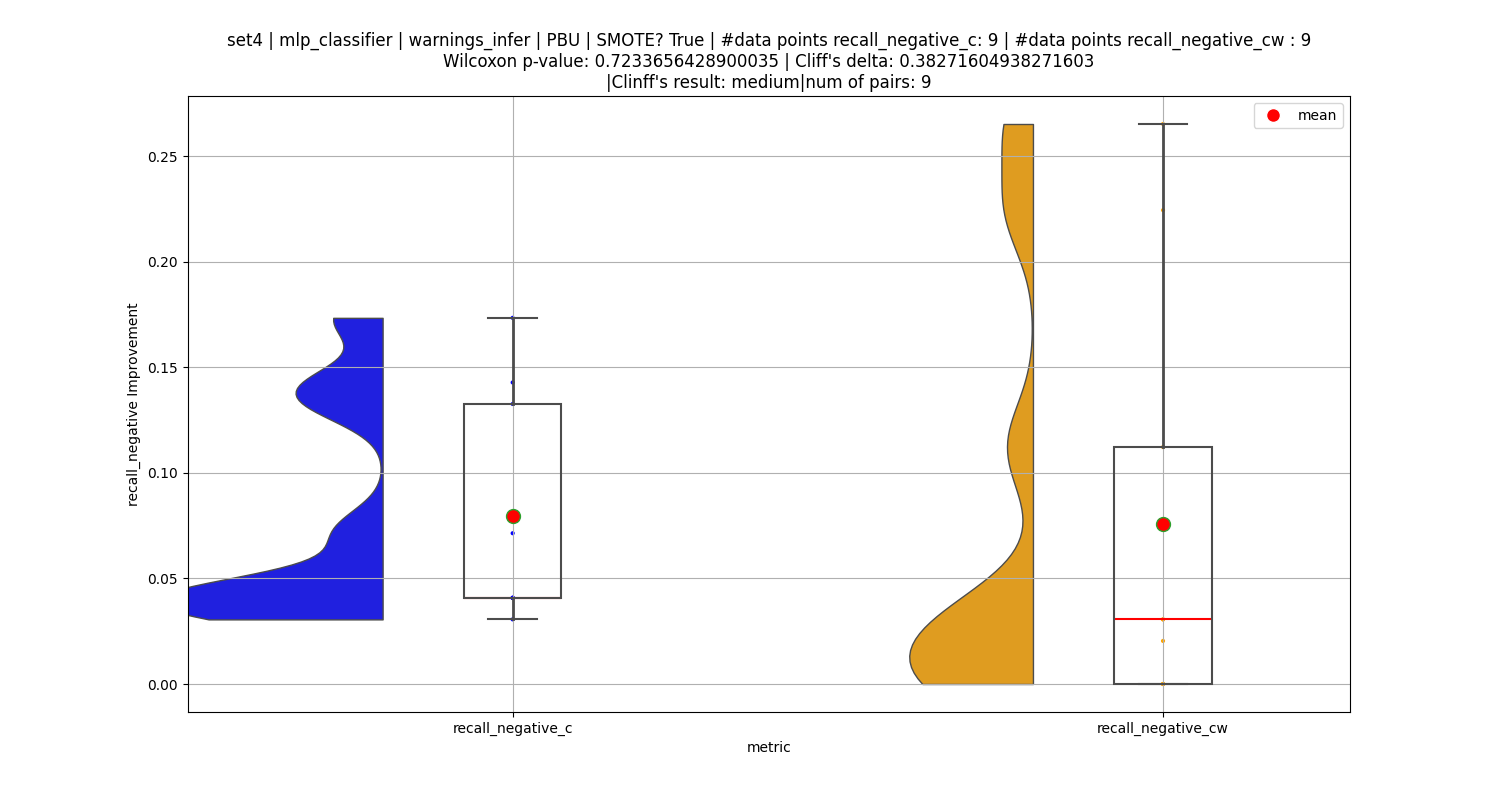 set4 | mlp_classifier | warnings_infer | PBU | SMOTE? True | #data points recall_negative_c: 9 | #data points recall_negative_cw : 9
Wilcoxon p-value: 0.7233656428900035 | Cliff's delta: 0.38271604938271603
|Clinff's result: medium|num of pairs: 9
mean
0.25
0.20
0.15
0.10
0.05
0.00
recall_negative Improvement
recall_negative_c
recall_negative_cw
metric